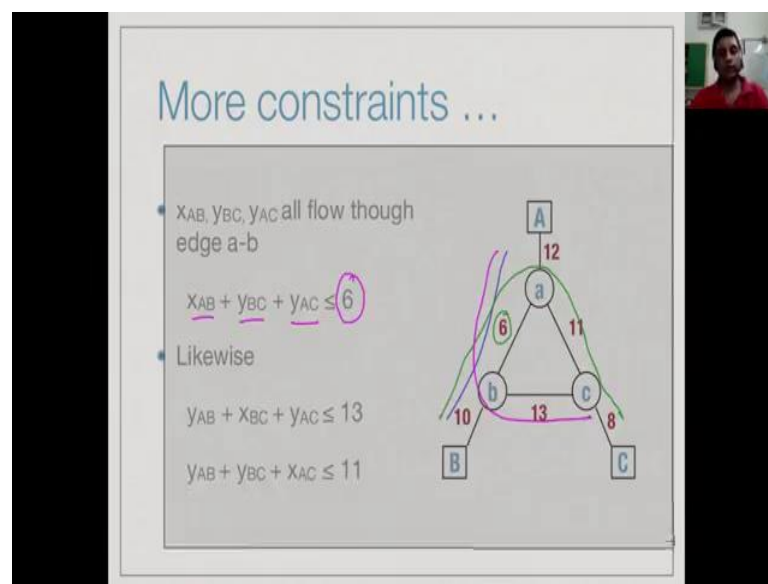 More constraints ...
xAB, yBC, yAC all flow though
edge a-b
xAB + yBC + yAC ≤ 6
Likewise
yAB + xBC + yAC ≤ 13
yAB + yBC + xAC ≤ 11
A
12
a
6
11
b
c
10
13
8
B
C